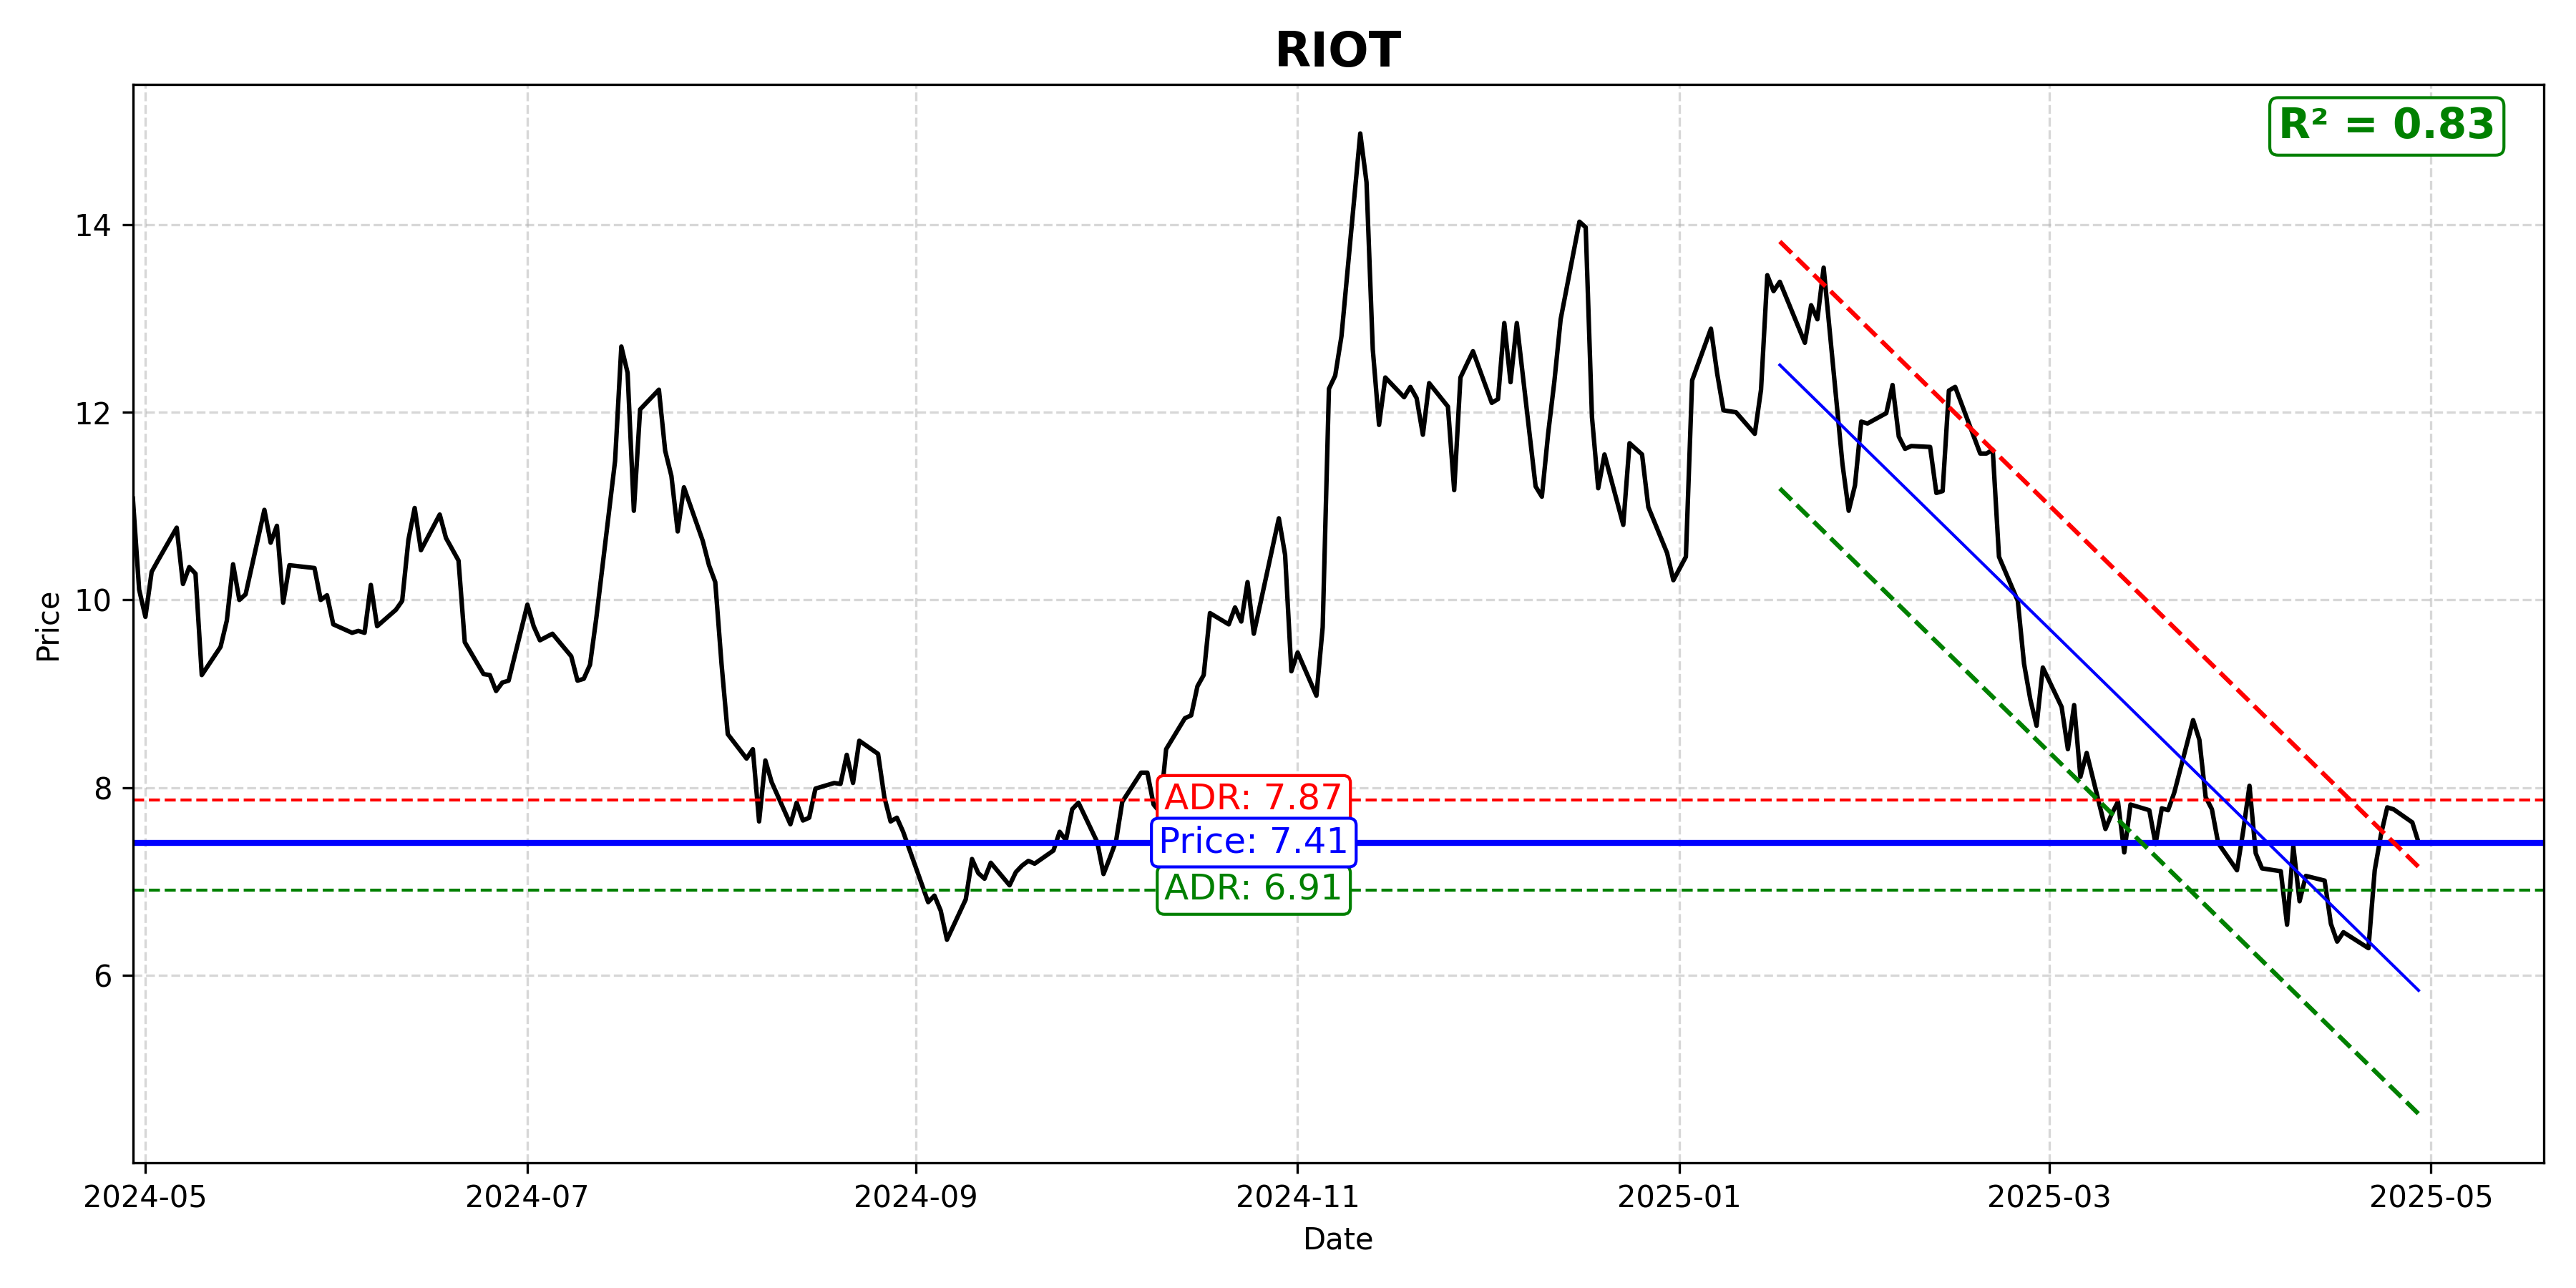 RIOT
R² = 0.83
14
12
10
8
6
Price
ADR: 7.87
Price: 7.41
ADR: 6.91
2024-05
2024-07
2024-09
2024-11
2025-01
2025-03
2025-05
Date